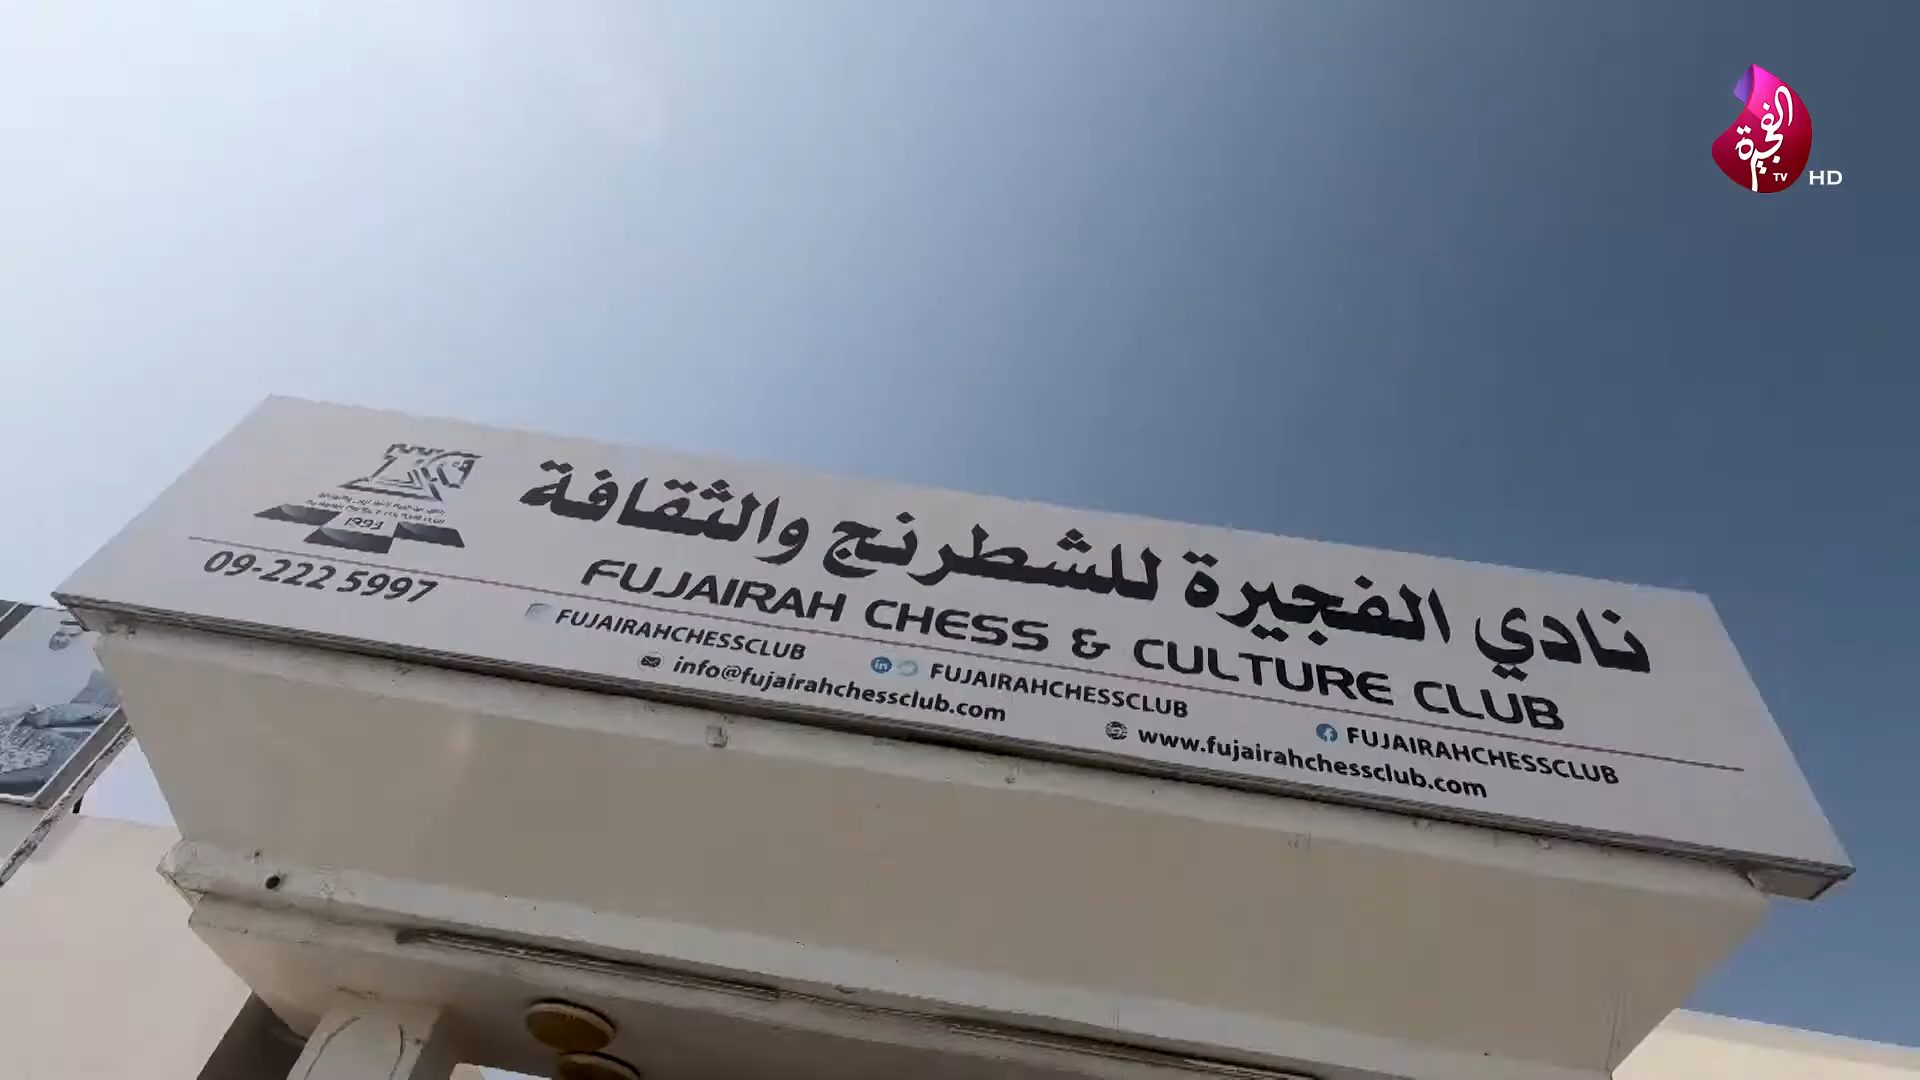 الفجيرة
TV HD
نادي الفجيرة للشطرنج والثقافة
FUJAIRAH CHESS & CULTURE CLUB
1993
09-222 5997
FUJAIRAHCHESSCLUB
FUJAIRAHCHESSCLUB
FUJAIRAHCHESSCLUB
info@fujairahchessclub.com
www.fujairahchessclub.com